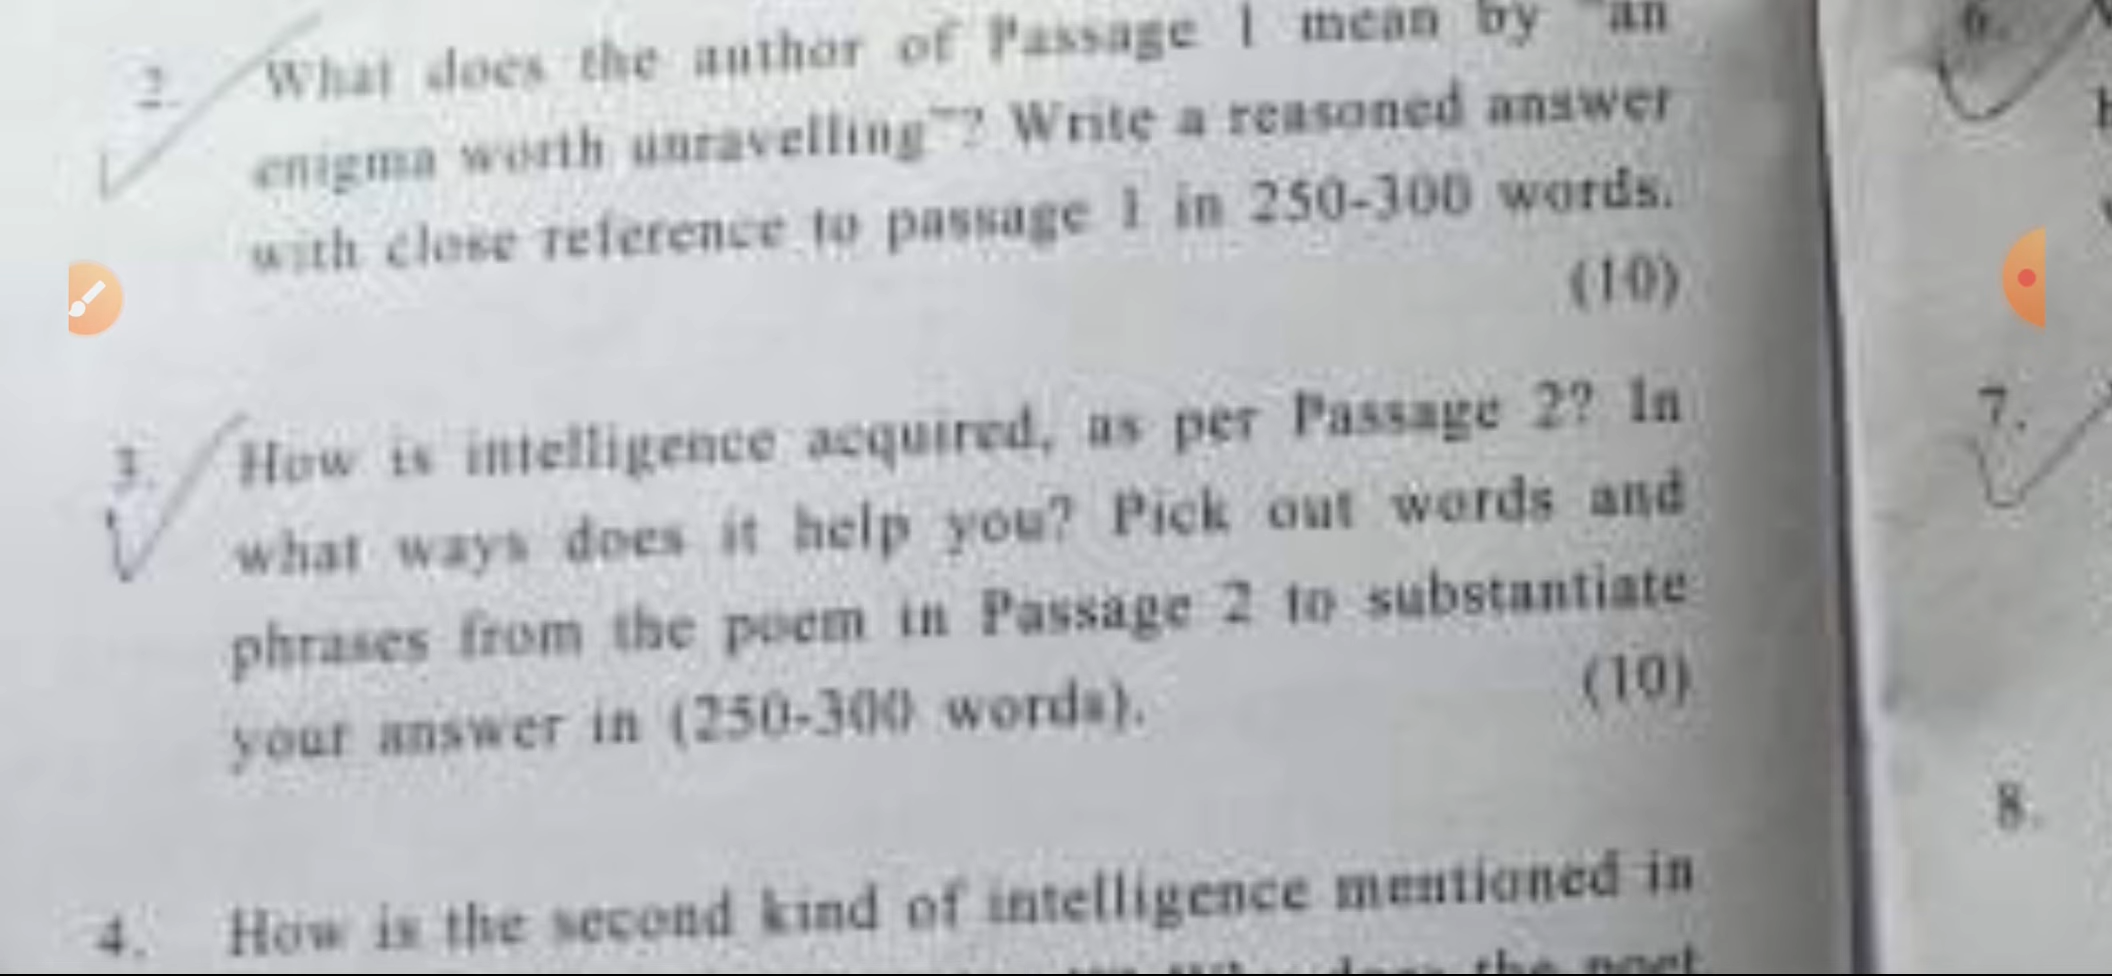 2. What does the author of Passage 1 mean by "an
enigma worth unravelling"? Write a reasoned answer
with close reference to passage 1 in 250-300 words.
(10)
3. How is intelligence acquired, as per Passage 2? In
what ways does it help you? Pick out words and
phrases from the poem in Passage 2 to substantiate
your answer in (250-300 words).
(10)
4. How is the second kind of intelligence mentioned in
the poet
6.
7.
8.